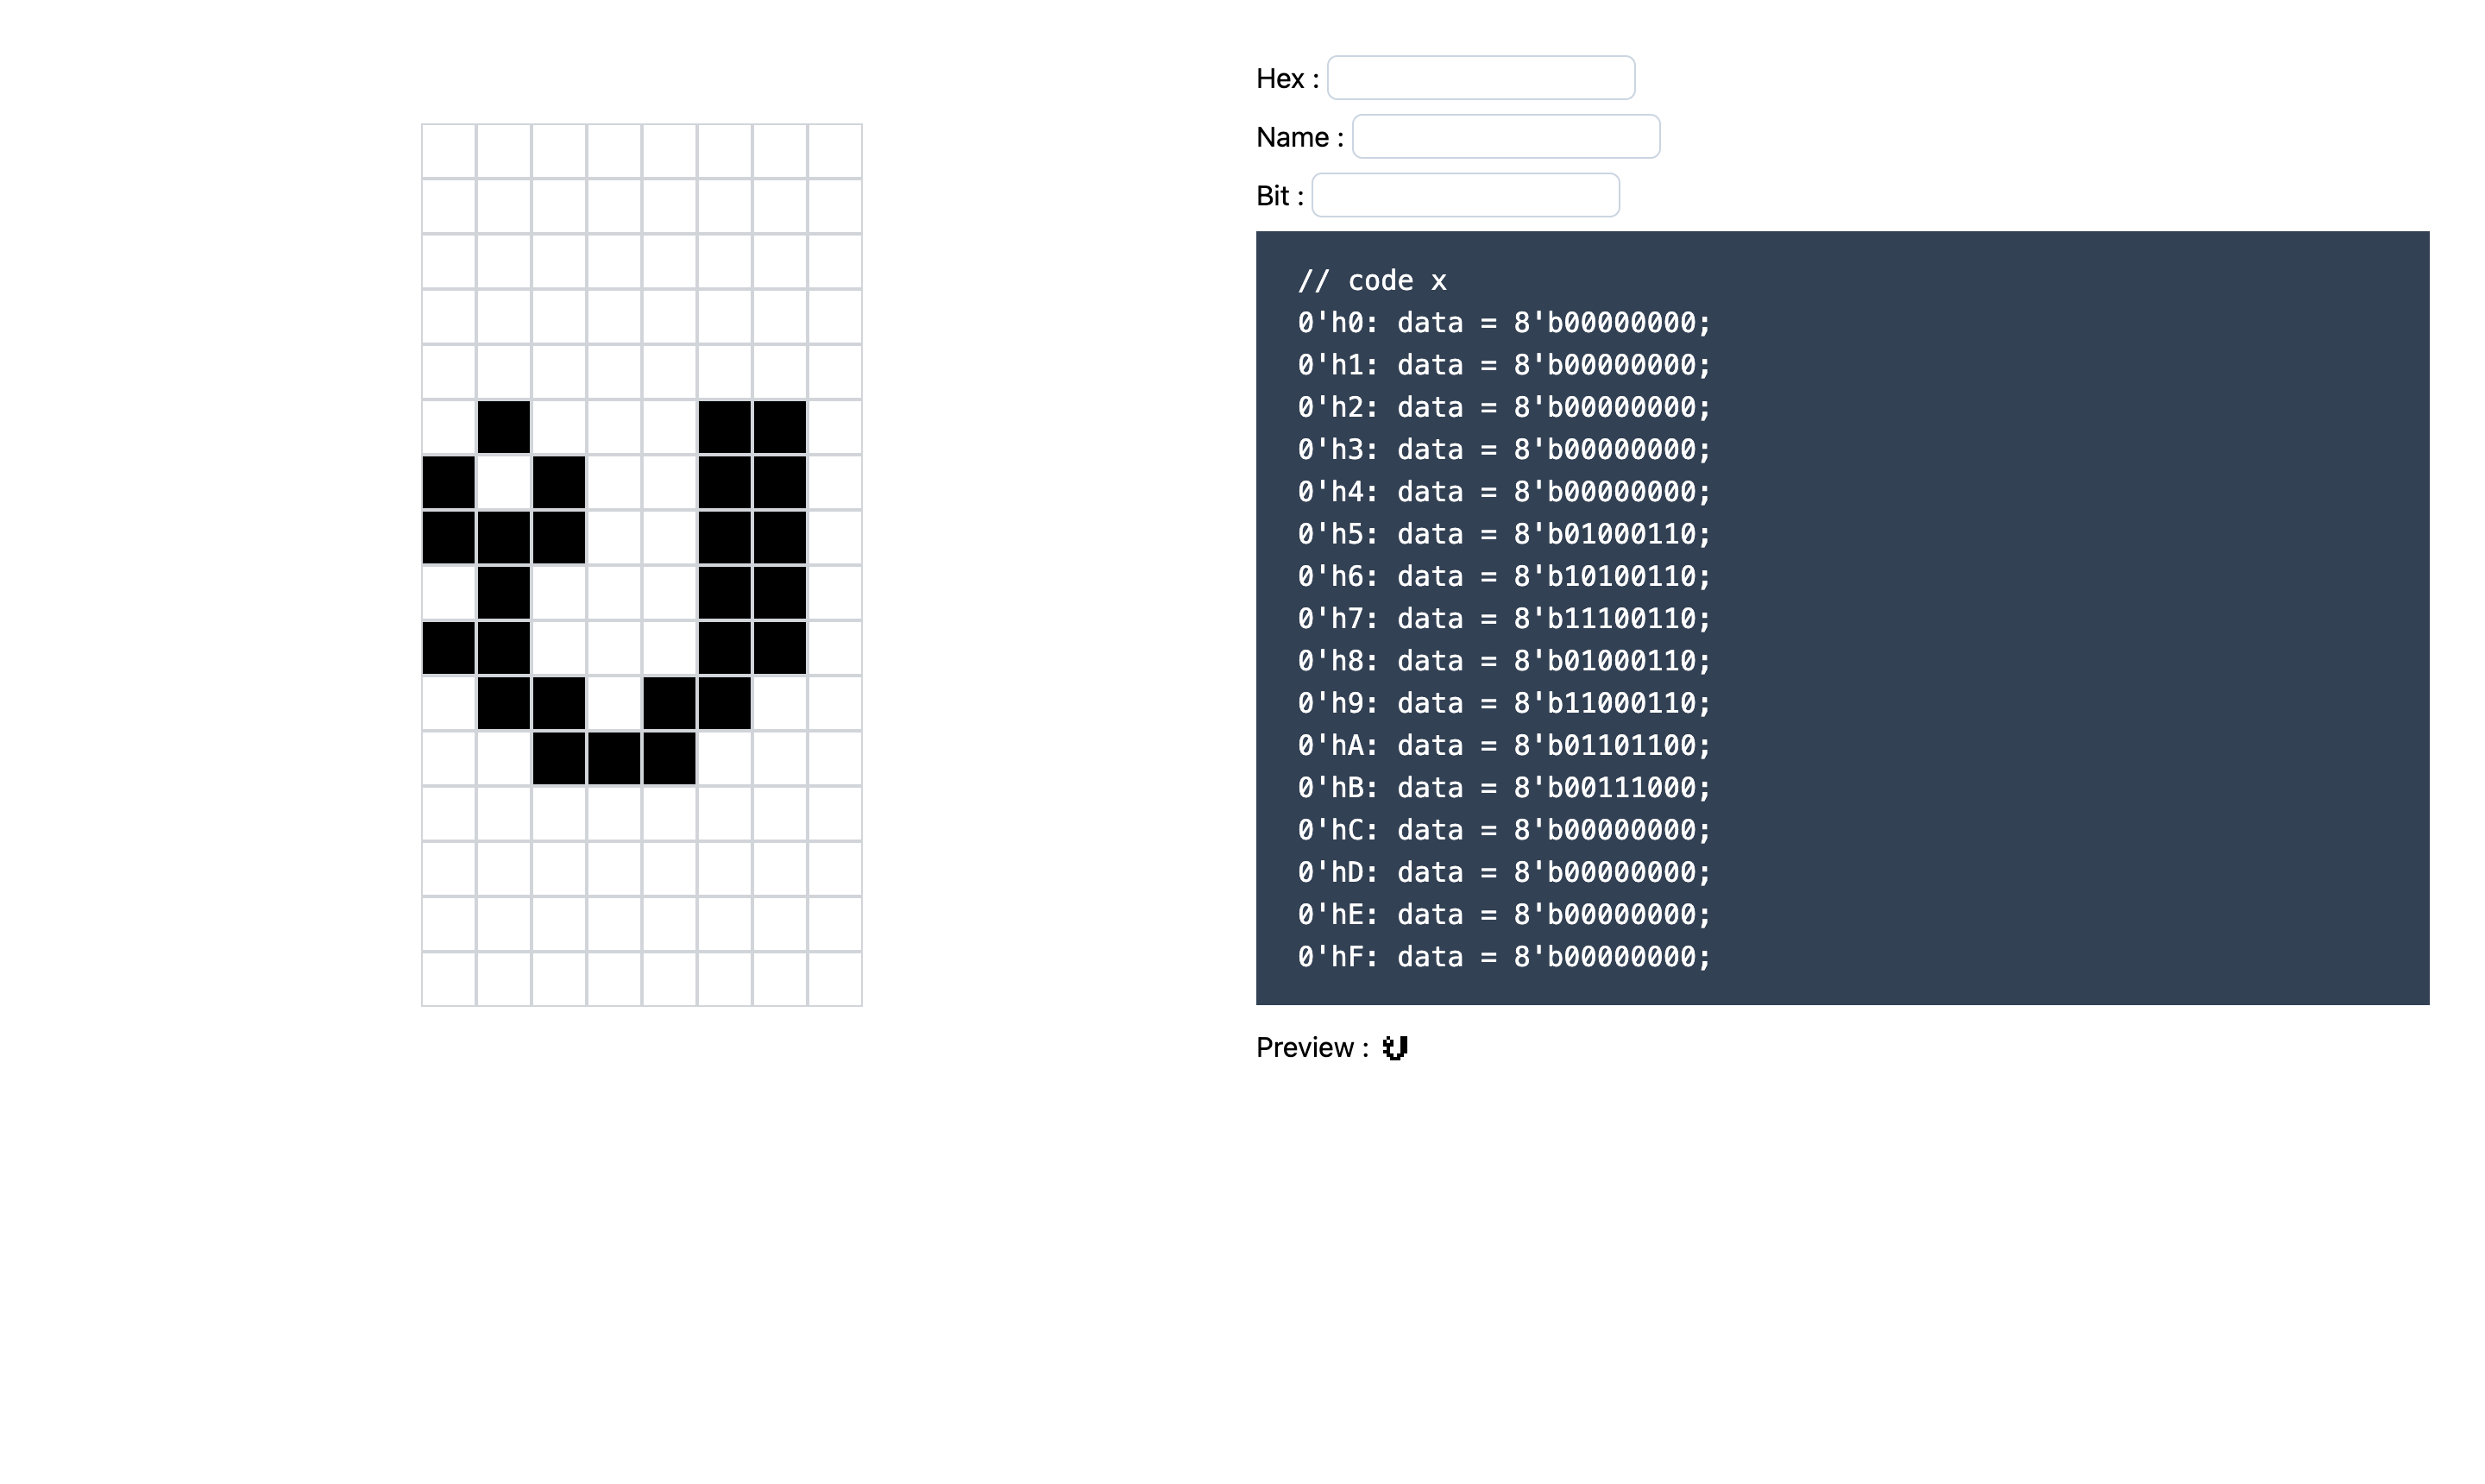 Hex :
Name :
Bit :
// code x
0'h0: data = 8'b00000000;
0'h1: data = 8'b00000000;
0'h2: data = 8'b00000000;
0'h3: data = 8'b00000000;
0'h4: data = 8'b00000000;
0'h5: data = 8'b01000110;
0'h6: data = 8'b10100110;
0'h7: data = 8'b11100110;
0'h8: data = 8'b01000110;
0'h9: data = 8'b11000110;
0'hA: data = 8'b01101100;
0'hB: data = 8'b00111000;
0'hC: data = 8'b00000000;
0'hD: data = 8'b00000000;
0'hE: data = 8'b00000000;
0'hF: data = 8'b00000000;
Preview :